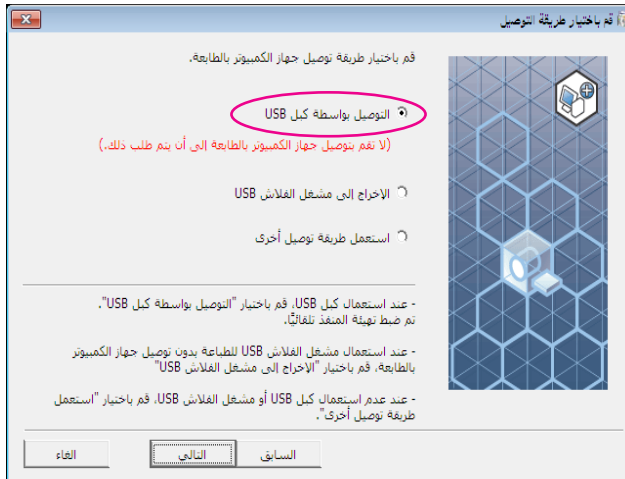 قم باختيار طريقة التوصيل
قم باختيار طريقة توصيل جهاز الكمبيوتر بالطابعة.
التوصيل بواسطة كبل USB
(لا تقم بتوصيل جهاز الكمبيوتر بالطابعة إلى أن يتم طلب ذلك.)
الإخراج إلى مشغل الفلاش USB
استعمل طريقة توصيل أخرى
- عند استعمال كبل USB، قم باختيار "التوصيل بواسطة كبل USB".
تم ضبط تهيئة المنفذ تلقائيًا.
- عند استعمال مشغل الفلاش USB للطباعة بدون توصيل جهاز الكمبيوتر
بالطابعة، قم باختيار "الإخراج إلى مشغل الفلاش USB"
- عند عدم استعمال كبل USB أو مشغل الفلاش USB، قم باختيار "استعمل
طريقة توصيل أخرى".
السابق
التالي
الغاء